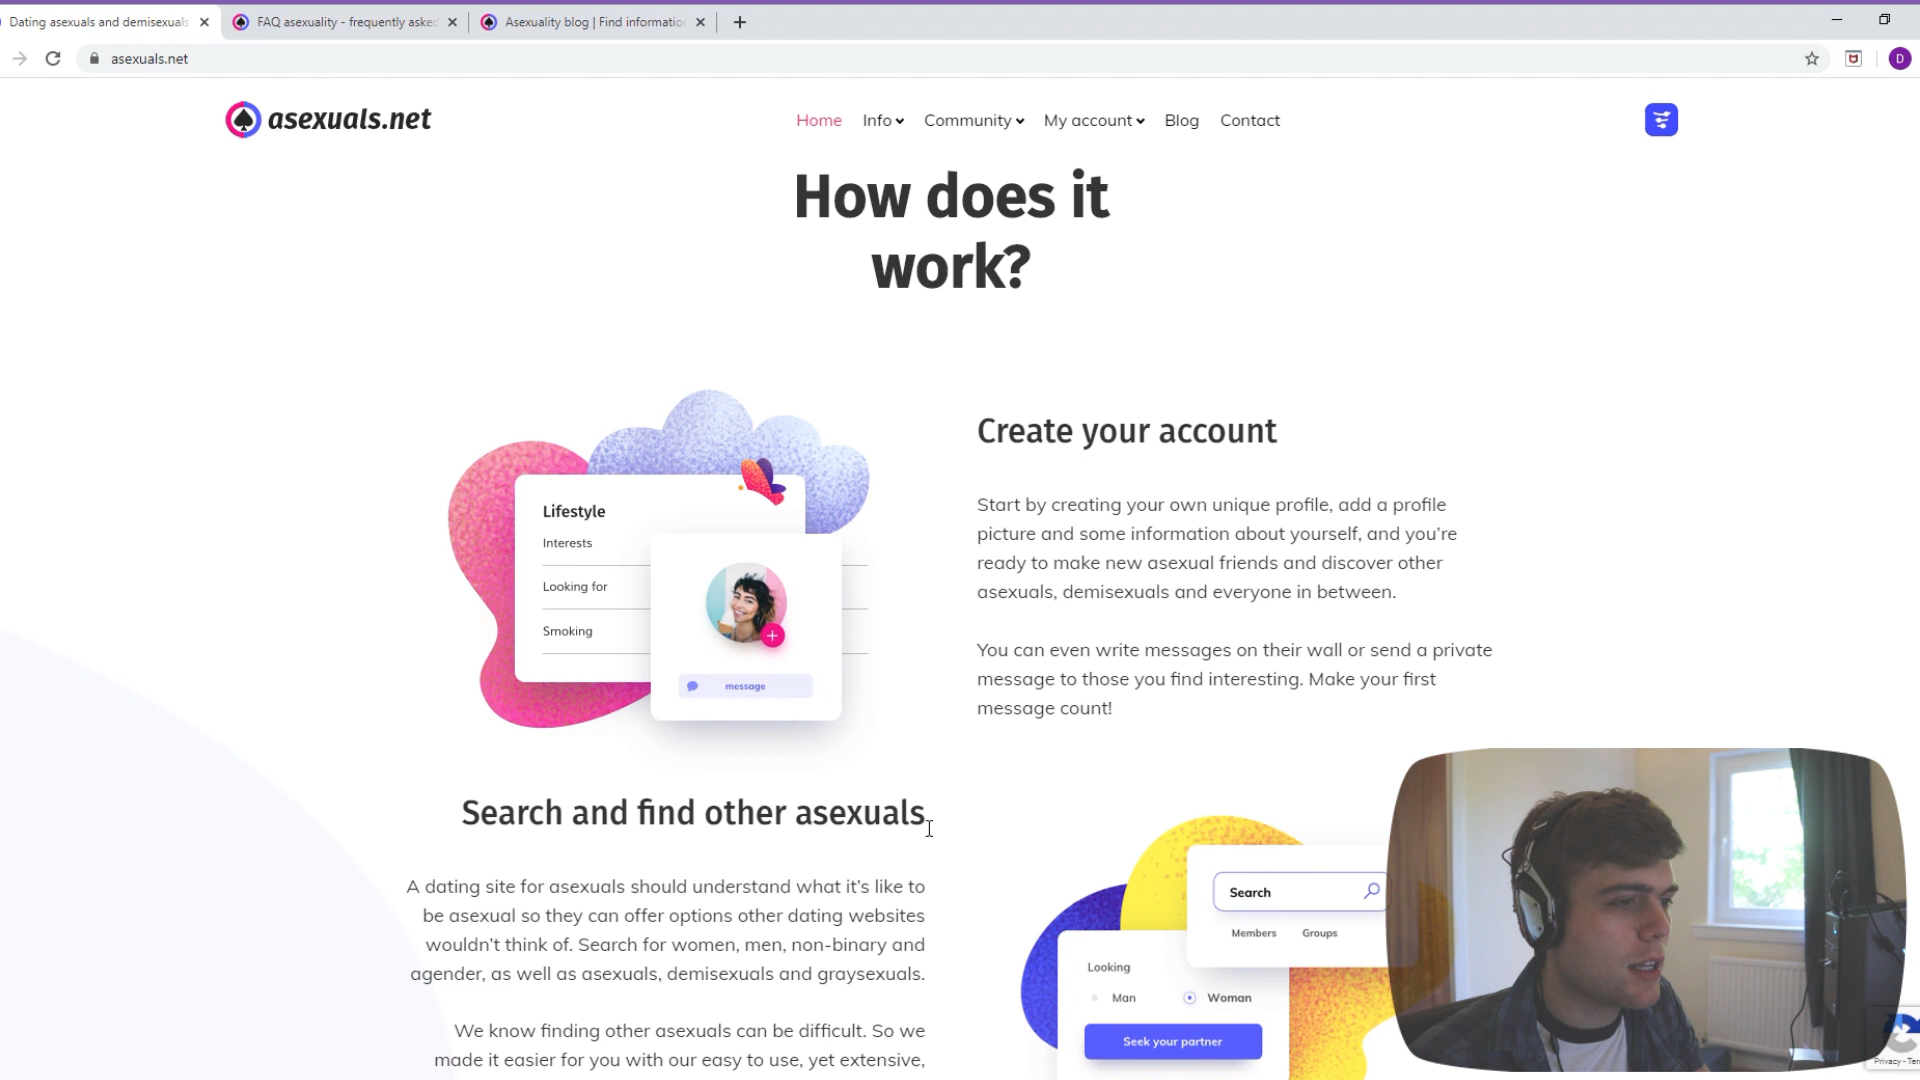 Dating asexuals and demisexuals
FAQ asexuality - frequently asked
Asexuality blog | Find information
asexuals.net
D
asexuals.net
Home
Info
Community
My account
Blog
Contact
How does it
work?
Lifestyle
Interests
Looking for
Smoking
message
Create your account
Start by creating your own unique profile, add a profile
picture and some information about yourself, and you're
ready to make new asexual friends and discover other
asexuals, demisexuals and everyone in between.
You can even write messages on their wall or send a private
message to those you find interesting. Make your first
message count!
Search and find other asexuals
A dating site for asexuals should understand what it's like to
be asexual so they can offer options other dating websites
wouldn't think of. Search for women, men, non-binary and
agender, as well as asexuals, demisexuals and graysexuals.
We know finding other asexuals can be difficult. So we
made it easier for you with our easy to use, yet extensive,
Search
Members
Groups
Looking
Man
Woman
Seek your partner
Privacy - Ter